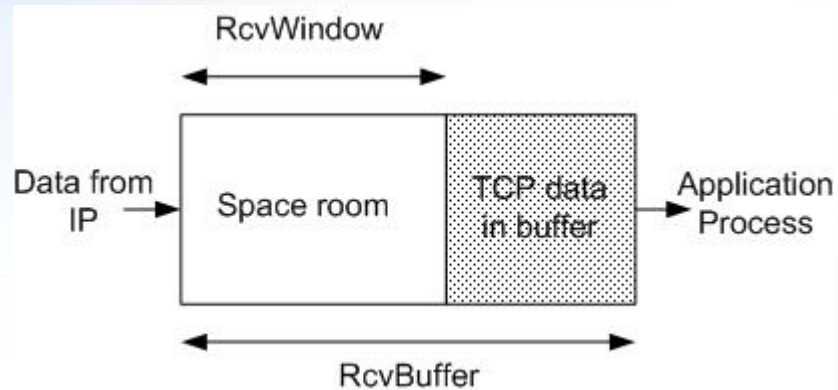 RcvWindow
Data from
IP
Space room
TCP data
in buffer
Application
Process
RcvBuffer